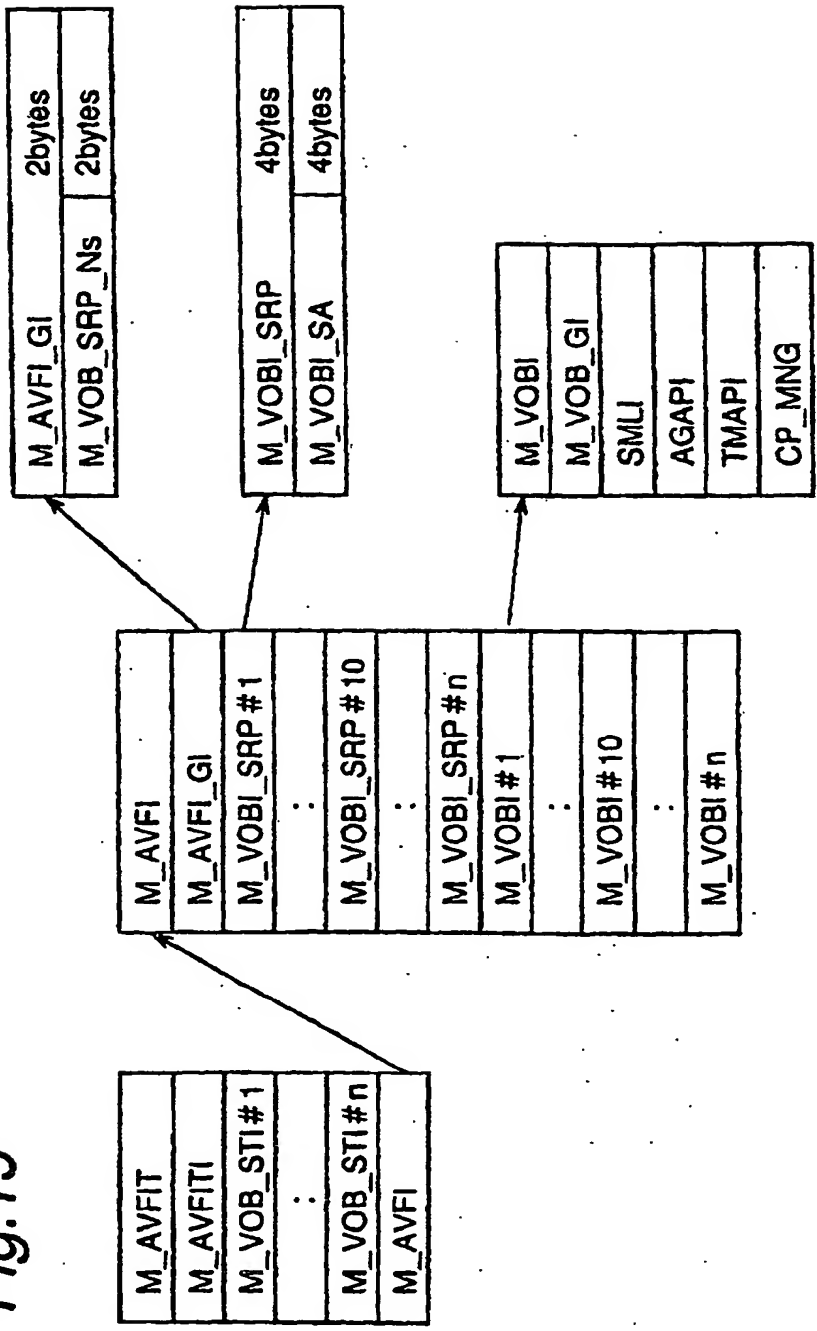 Fig.
M_AVFIT
M_AVFITI
M_VOB_STI#1
:
M_VOB_STI#n
M_AVFI
M_AVFI
M_AVFI_GI
M_VOBI_SRP#1
:
M_VOBI_SRP#10
:
M_VOBI_SRP#n
M_VOBI#1
:
M_VOBI#10
:
M_VOBI#n
M_AVFI_GI 2bytes
M_VOB_SRP_Ns 2bytes
M_VOBI_SRP 4bytes
M_VOBI_SA 4bytes
M_VOBI
M_VOB_GI
SMLI
AGAPI
TMAPI
CP_MNG